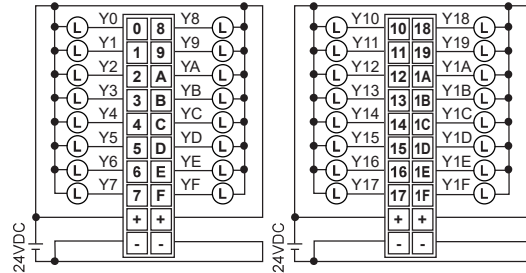 L Y0 0 8 Y8 L
L Y1 1 9 Y9 L
L Y2 2 A YA L
L Y3 3 B YB L
L Y4 4 C YC L
L Y5 5 D YD L
L Y6 6 E YE L
L Y7 7 F YF L
+ +
- -
24VDC
L Y10 10 18 Y18 L
L Y11 11 19 Y19 L
L Y12 12 1A Y1A L
L Y13 13 1B Y1B L
L Y14 14 1C Y1C L
L Y15 15 1D Y1D L
L Y16 16 1E Y1E L
L Y17 17 1F Y1F L
+ +
- -
24VDC